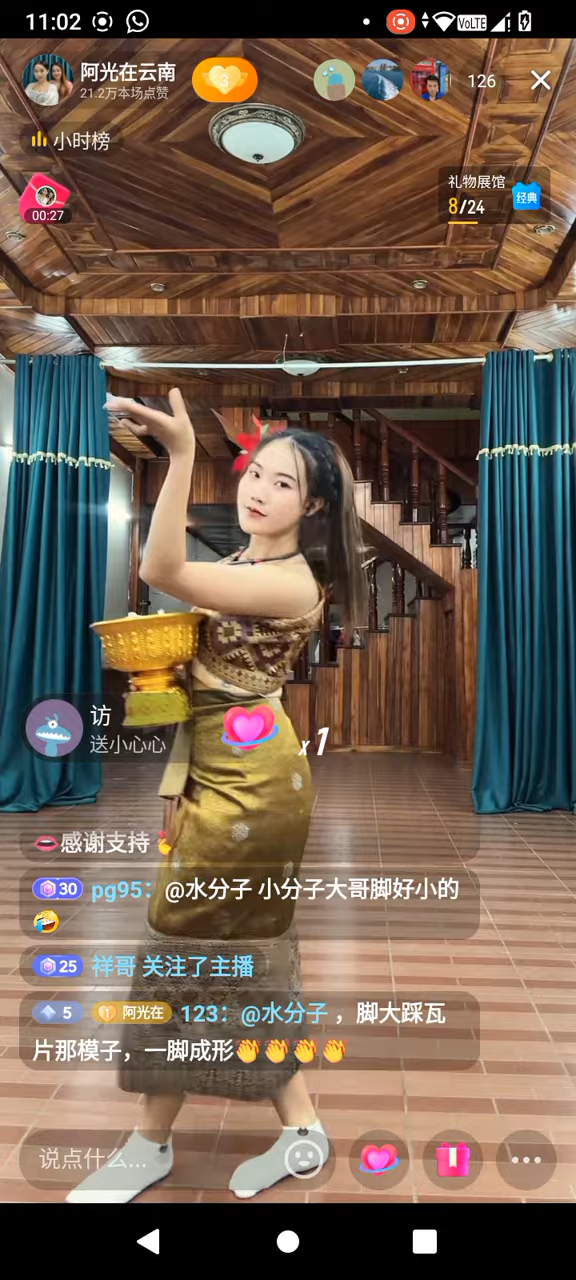 11:02
VoLTE
阿光在云南
21.2万本场点赞
3
126
小时榜
00:27
礼物展馆
8/24
经典
访
送小心心
x1
👄感谢支持🫰
30 pg95：@水分子 小分子大哥脚好小的
🤣
25 祥哥 关注了主播
5 1 阿光在 123：@水分子 ，脚大踩瓦
片那模子，一脚成形👏👏👏👏
说点什么...